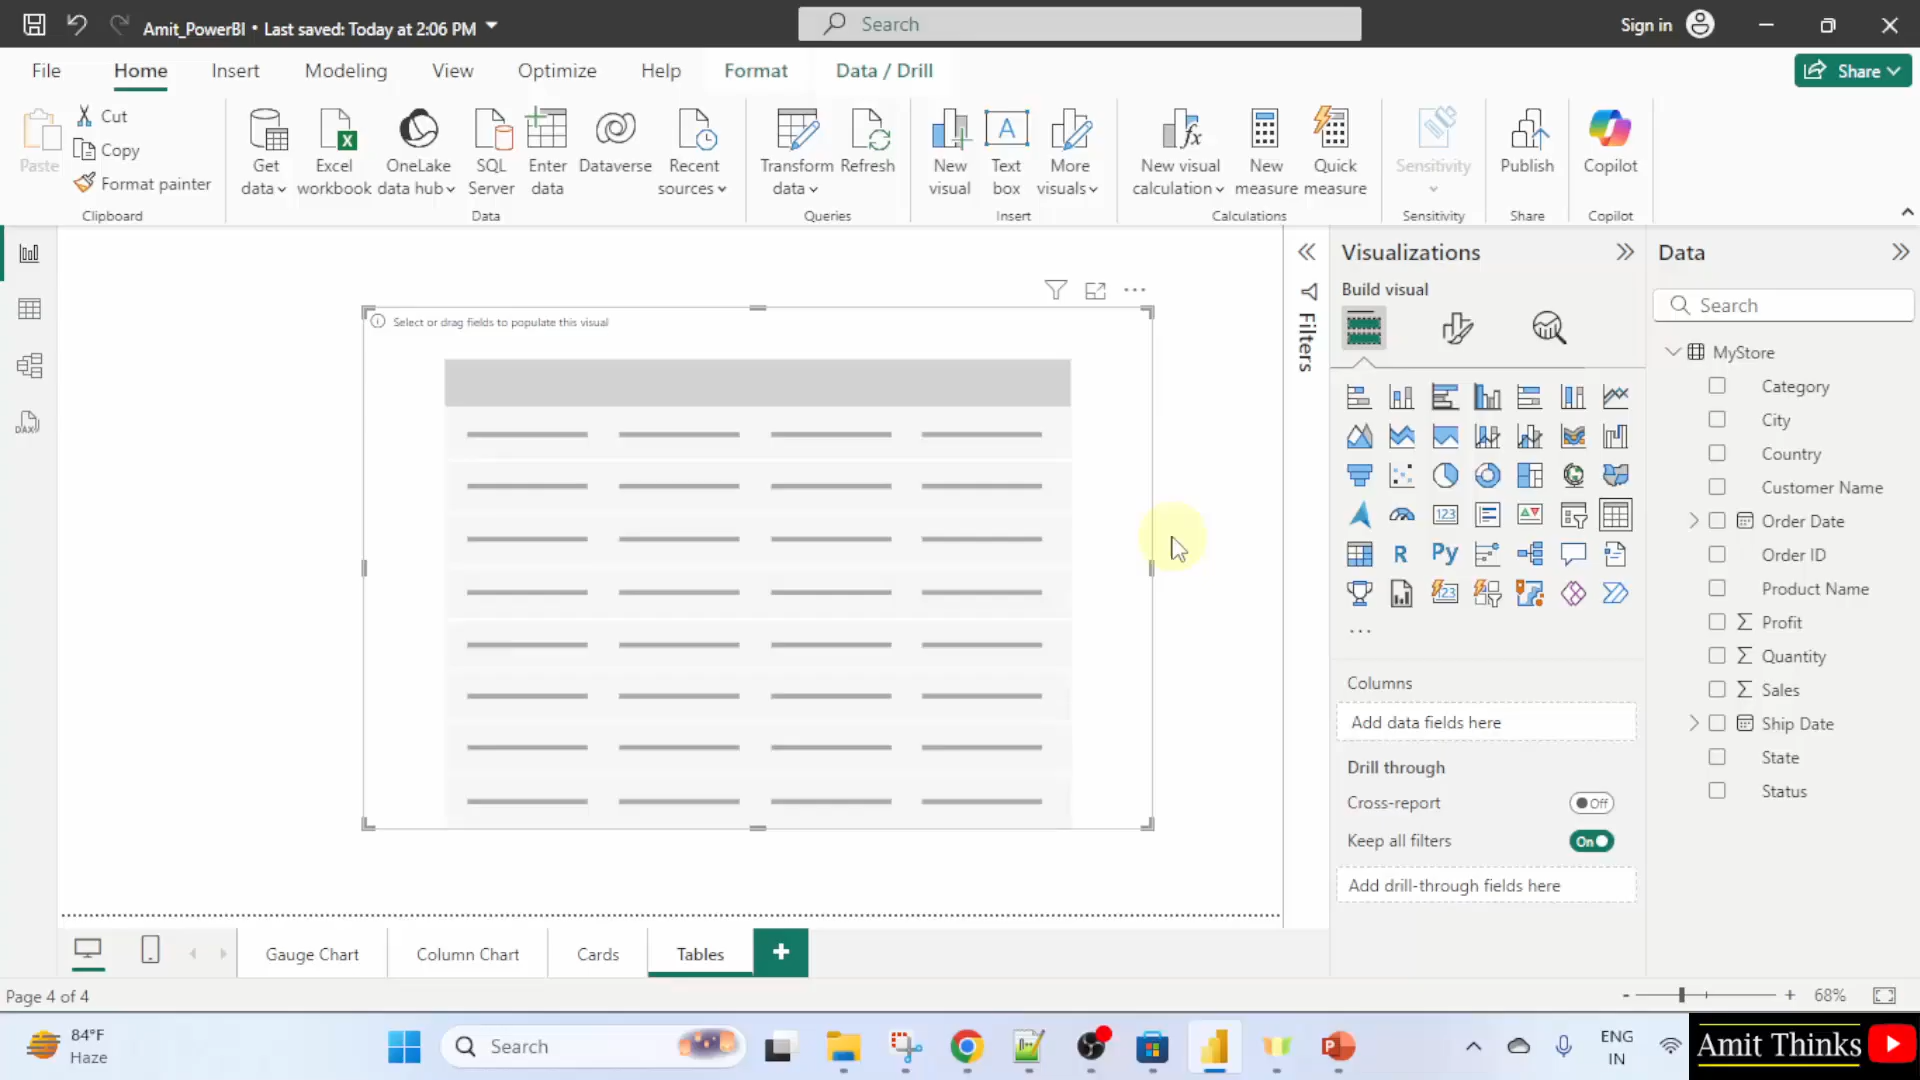 Amit_PowerBI • Last saved: Today at 2:06 PM
Search
Sign in
File
Home
Insert
Modeling
View
Optimize
Help
Format
Data / Drill
Share
Paste
Cut
Copy
Format painter
Clipboard
Get data
Excel workbook
OneLake data hub
SQL Server
Enter data
Dataverse
Recent sources
Data
Transform data
Refresh
Queries
New visual
Text box
More visuals
Insert
New visual calculation
New measure
Quick measure
Calculations
Sensitivity
Sensitivity
Publish
Share
Copilot
Copilot
Select or drag fields to populate this visual
Filters
Visualizations
Build visual
123
R
Py
123
...
Columns
Add data fields here
Drill through
Cross-report
Off
Keep all filters
On
Add drill-through fields here
Data
Search
MyStore
Category
City
Country
Customer Name
Order Date
Order ID
Product Name
Profit
Quantity
Sales
Ship Date
State
Status
DAX
Gauge Chart
Column Chart
Cards
Tables
+
Page 4 of 4
- + 68%
84°F
Haze
Search
ENG
IN
Amit Thinks